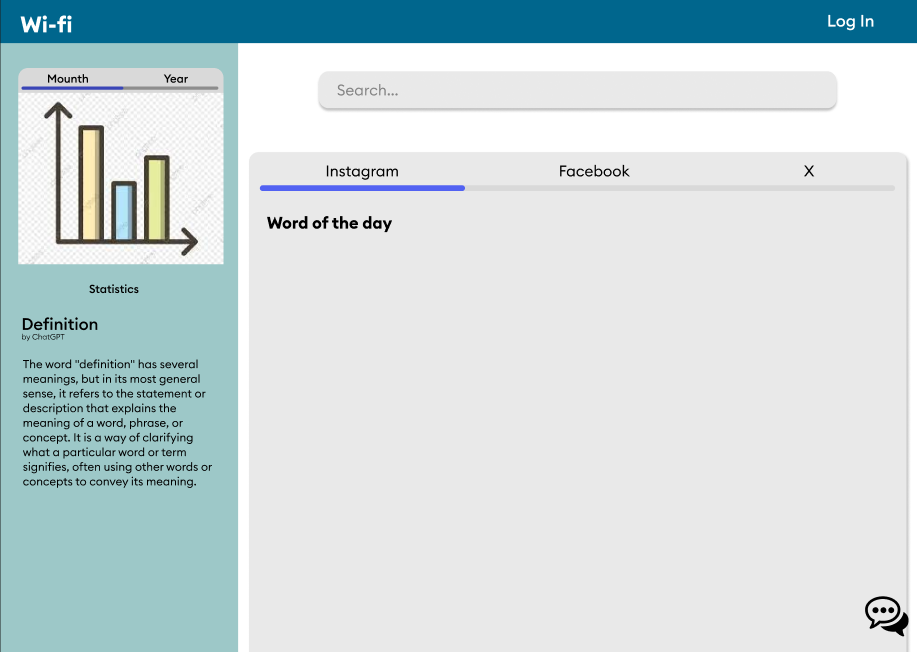 Wi-fi
Log In
Mounth
Year
Search...
Instagram
Facebook
X
Word of the day
Statistics
Definition
by ChatGPT
The word "definition" has several
meanings, but in its most general
sense, it refers to the statement or
description that explains the
meaning of a word, phrase, or
concept. It is a way of clarifying
what a particular word or term
signifies, often using other words or
concepts to convey its meaning.